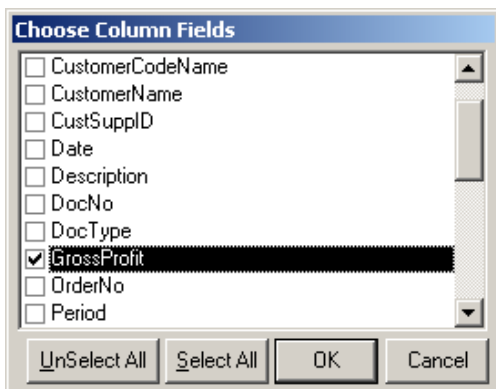 Choose Column Fields
CustomerCodeName
CustomerName
CustSuppID
Date
Description
DocNo
DocType
GrossProfit
OrderNo
Period
UnSelect All Select All OK Cancel